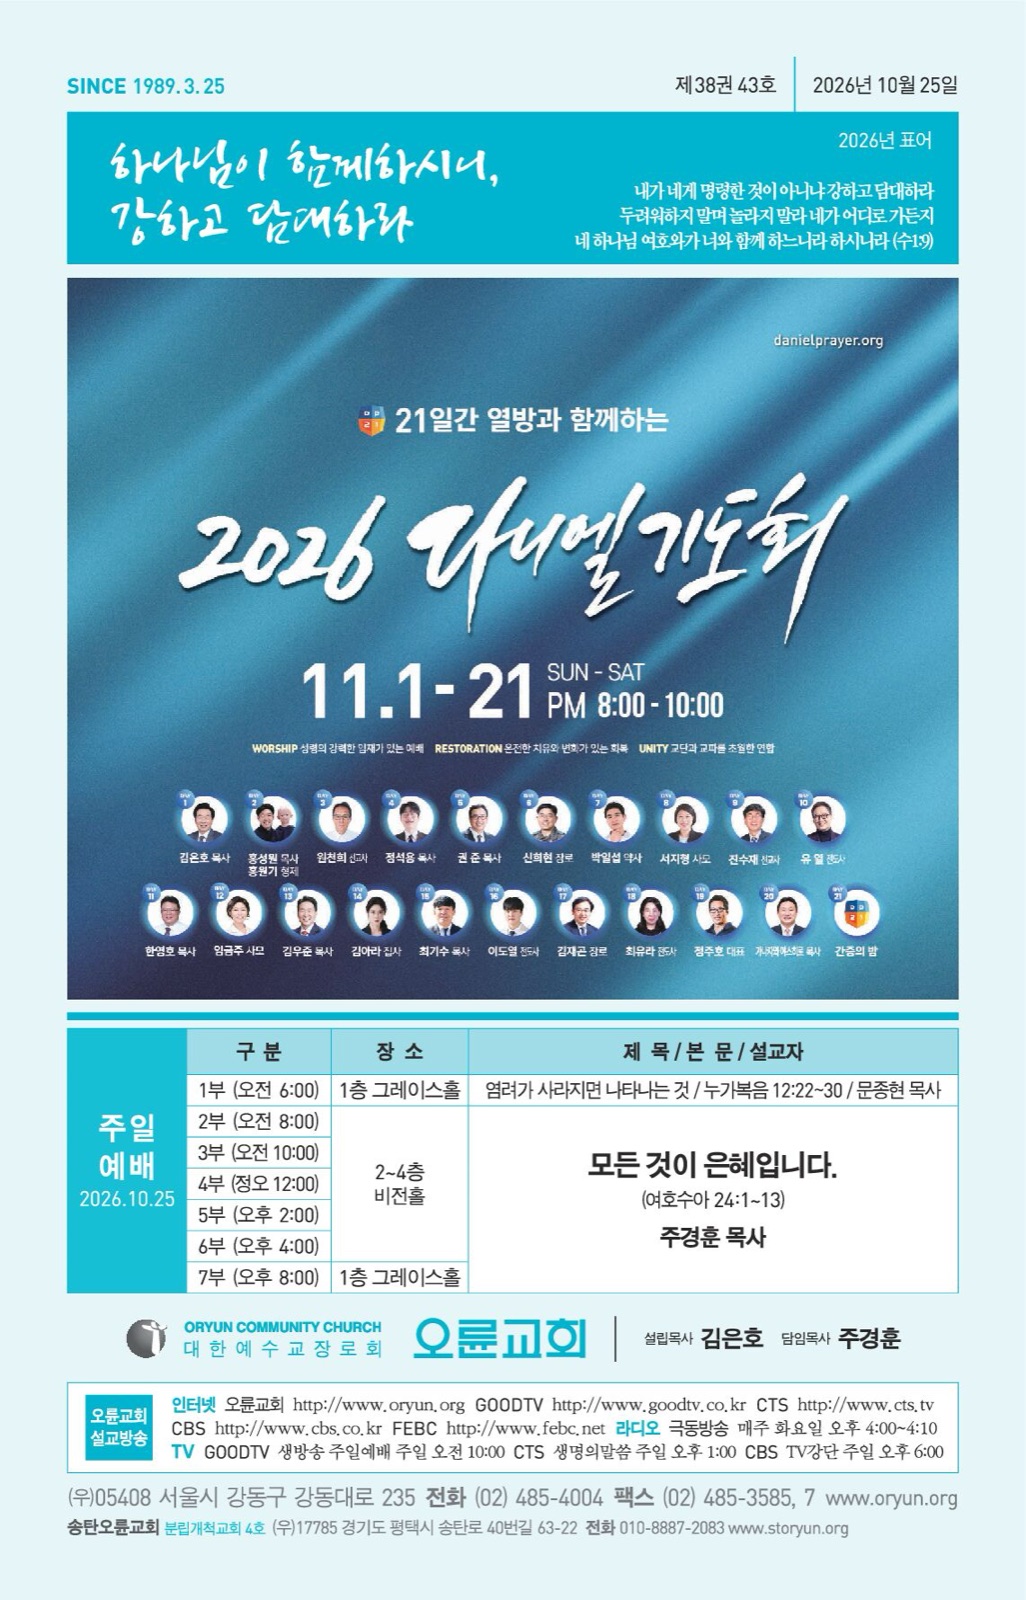 SINCE 1989. 3. 25
제38권 43호
2026년 10월 25일
하나님이 함께하시니,
강하고 담대하라
2026년 표어
내가 네게 명령한 것이 아니냐 강하고 담대하라
두려워하지 말며 놀라지 말라 네가 어디로 가든지
네 하나님 여호와가 너와 함께 하느니라 하시니라 (수1:9)
danielprayer.org
21일간 열방과 함께하는
2026 다니엘기도회
11.1 - 21 SUN - SAT
PM 8:00 - 10:00
WORSHIP 성령의 강력한 임재가 있는 예배 RESTORATION 온전한 치유와 변화가 있는 회복 UNITY 교단과 교파를 초월한 연합
1 2 3 4 5 6 7 8 9 10
김은호 목사 홍성원 목사 원천희 선교사 정석용 목사 권 준 목사 신희현 장로 박일섭 약사 서지형 사모 진수재 선교사 유 열 전도사
홍원기 형제
11 12 13 14 15 16 17 18 19 20 21
한영호 목사 임금주 사모 김우준 목사 김아라 집사 최기수 목사 이도열 전도사 김재곤 장로 최유라 전도사 정주호 대표 목사 간증의 밤
주일
예배
2026.10.25
구 분 장 소 제 목 / 본 문 / 설교자
1부 (오전 6:00) 1층 그레이스홀 염려가 사라지면 나타나는 것 / 누가복음 12:22~30 / 문종현 목사
2부 (오전 8:00)
3부 (오전 10:00)
4부 (정오 12:00)
5부 (오후 2:00)
6부 (오후 4:00)
2~4층
비전홀
7부 (오후 8:00) 1층 그레이스홀
모든 것이 은혜입니다.
(여호수아 24:1~13)
주경훈 목사
ORYUN COMMUNITY CHURCH
대한예수교장로회
오륜교회
설립목사 김은호 담임목사 주경훈
오륜교회
설교방송
인터넷 오륜교회 http://www.oryun.org GOODTV http://www.goodtv.co.kr CTS http://www.cts.tv
CBS http://www.cbs.co.kr FEBC http://www.febc.net 라디오 극동방송 매주 화요일 오후 4:00~4:10
TV GOODTV 생방송 주일예배 주일 오전 10:00 CTS 생명의말씀 주일 오후 1:00 CBS TV강단 주일 오후 6:00
(우)05408 서울시 강동구 강동대로 235 전화 (02) 485-4004 팩스 (02) 485-3585, 7 www.oryun.org
송탄오륜교회 분립개척교회 4호 (우)17785 경기도 평택시 송탄로 40번길 63-22 전화 010-8887-2083 www.storyun.org